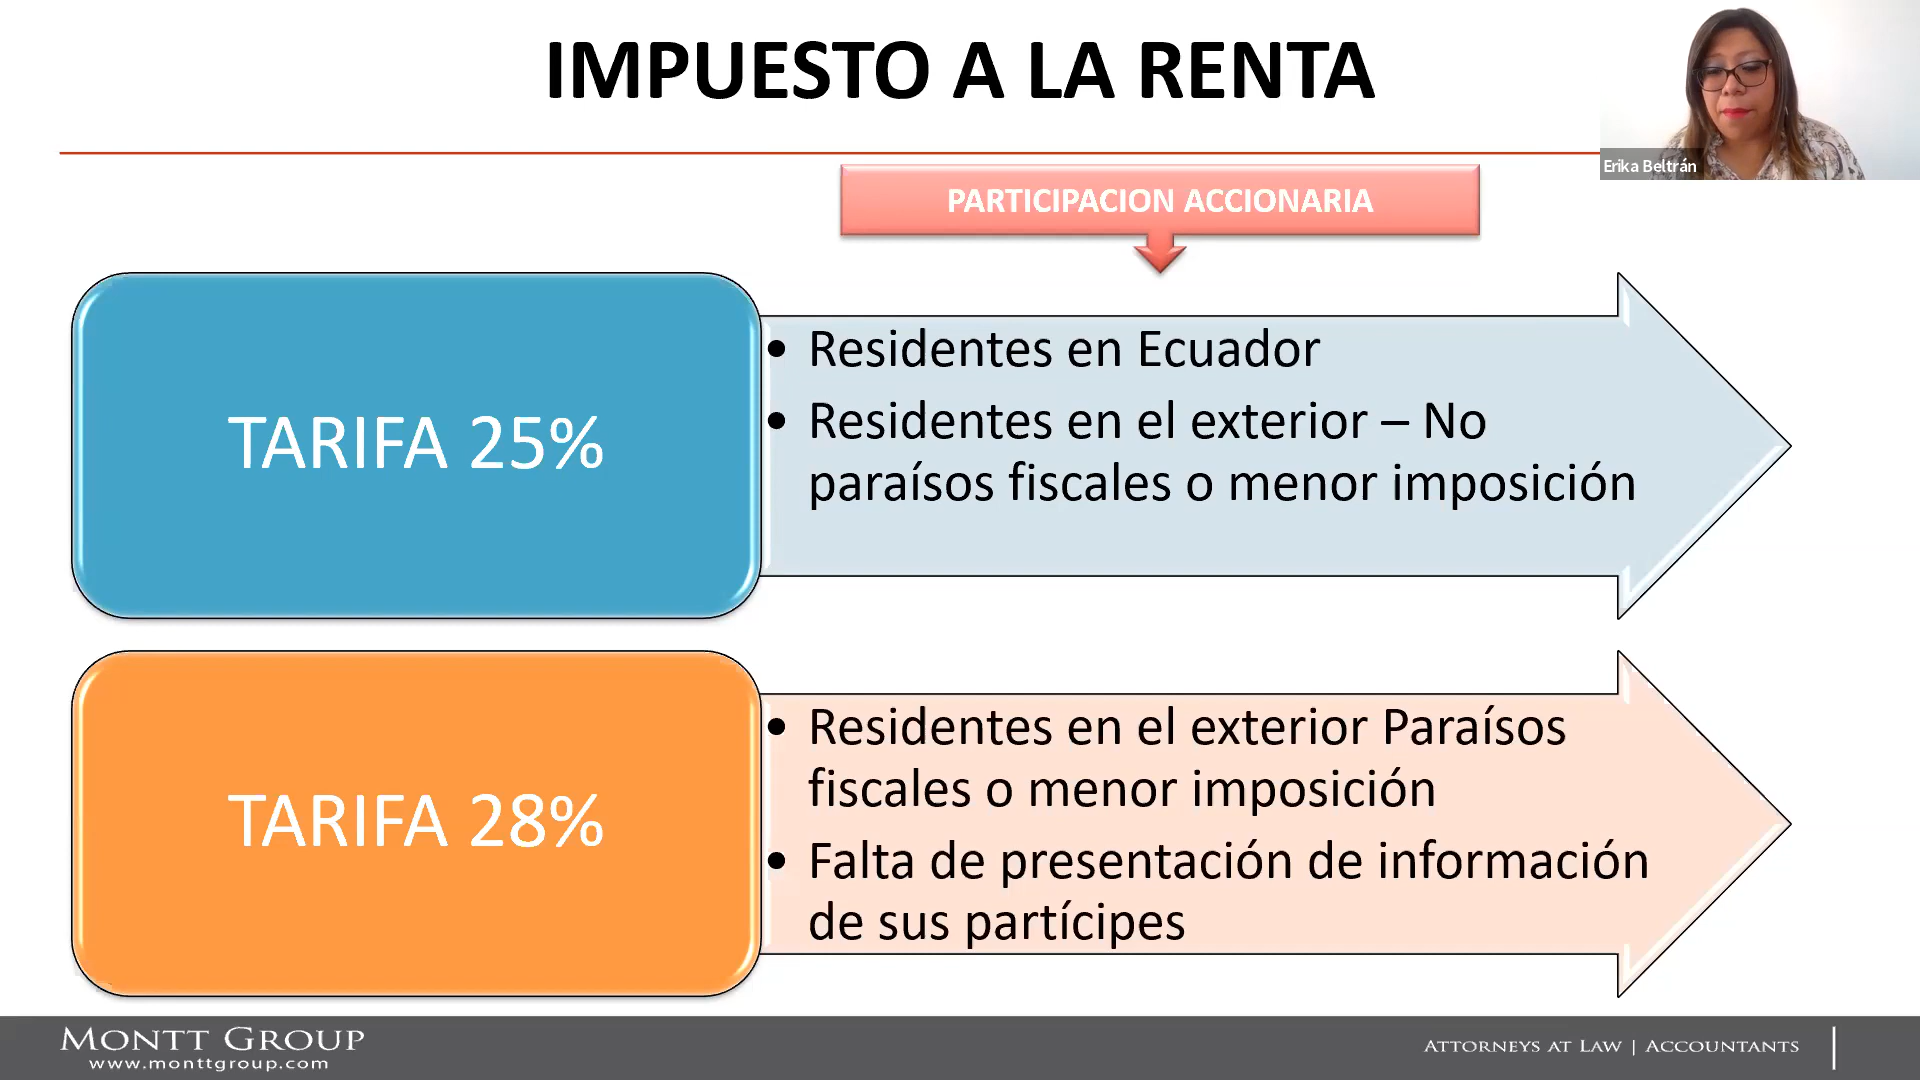 IMPUESTO A LA RENTA
Erika Beltrán
PARTICIPACION ACCIONARIA
TARIFA 25%
• Residentes en Ecuador
• Residentes en el exterior – No
paraísos fiscales o menor imposición
TARIFA 28%
• Residentes en el exterior Paraísos
fiscales o menor imposición
• Falta de presentación de información
de sus partícipes
MONTT GROUP
www.monttgroup.com
ATTORNEYS AT LAW | ACCOUNTANTS